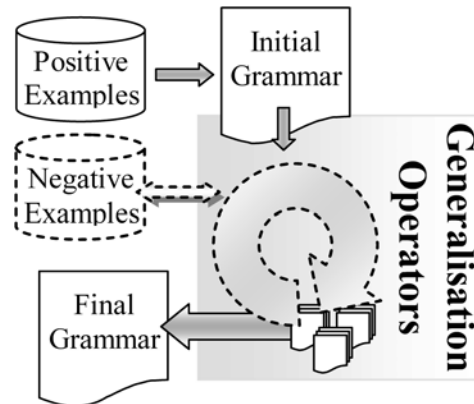 Positive
Examples
Initial
Grammar
Negative
Examples
Generalisation
Operators
Final
Grammar